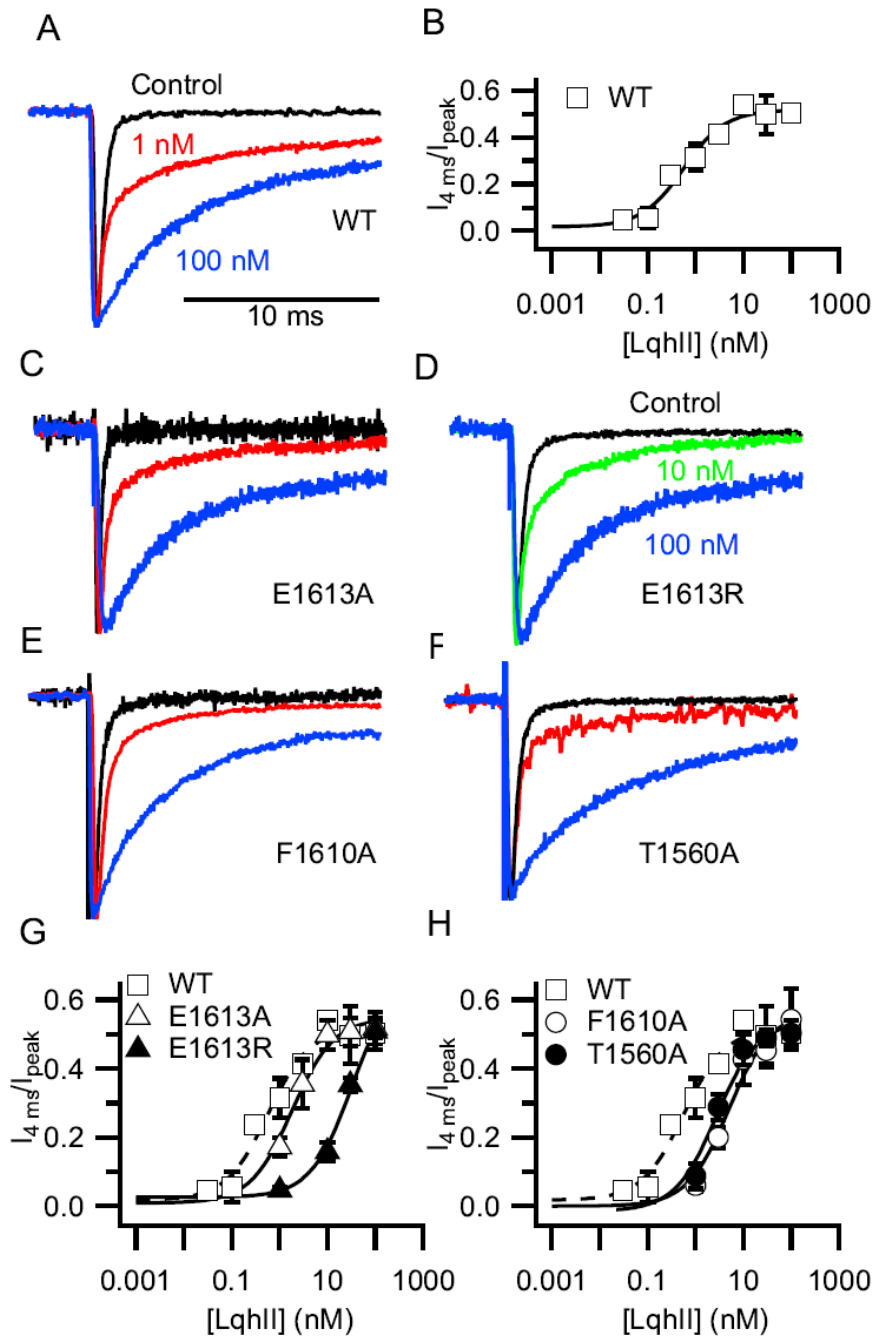 A
Control
1 nM
WT
100 nM
10 ms
B
WT
0.6
0.4
0.2
0.0
I4 ms/Ipeak
0.001 0.1 10 1000
[LqhII] (nM)
C
E1613A
D
Control
10 nM
100 nM
E1613R
E
F1610A
F
T1560A
G
WT
E1613A
E1613R
0.6
0.4
0.2
0.0
I4 ms/Ipeak
0.001 0.1 10 1000
[LqhII] (nM)
H
WT
F1610A
T1560A
0.6
0.4
0.2
0.0
I4 ms/Ipeak
0.001 0.1 10 1000
[LqhII] (nM)